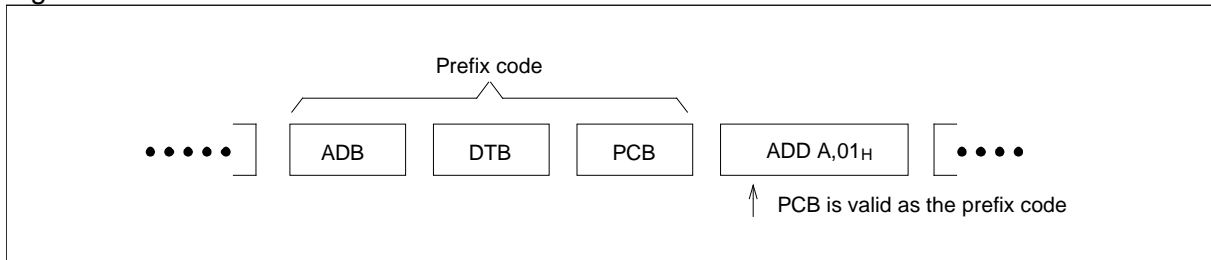 Prefix code
ADB DTB PCB ADD A,01H
PCB is valid as the prefix code